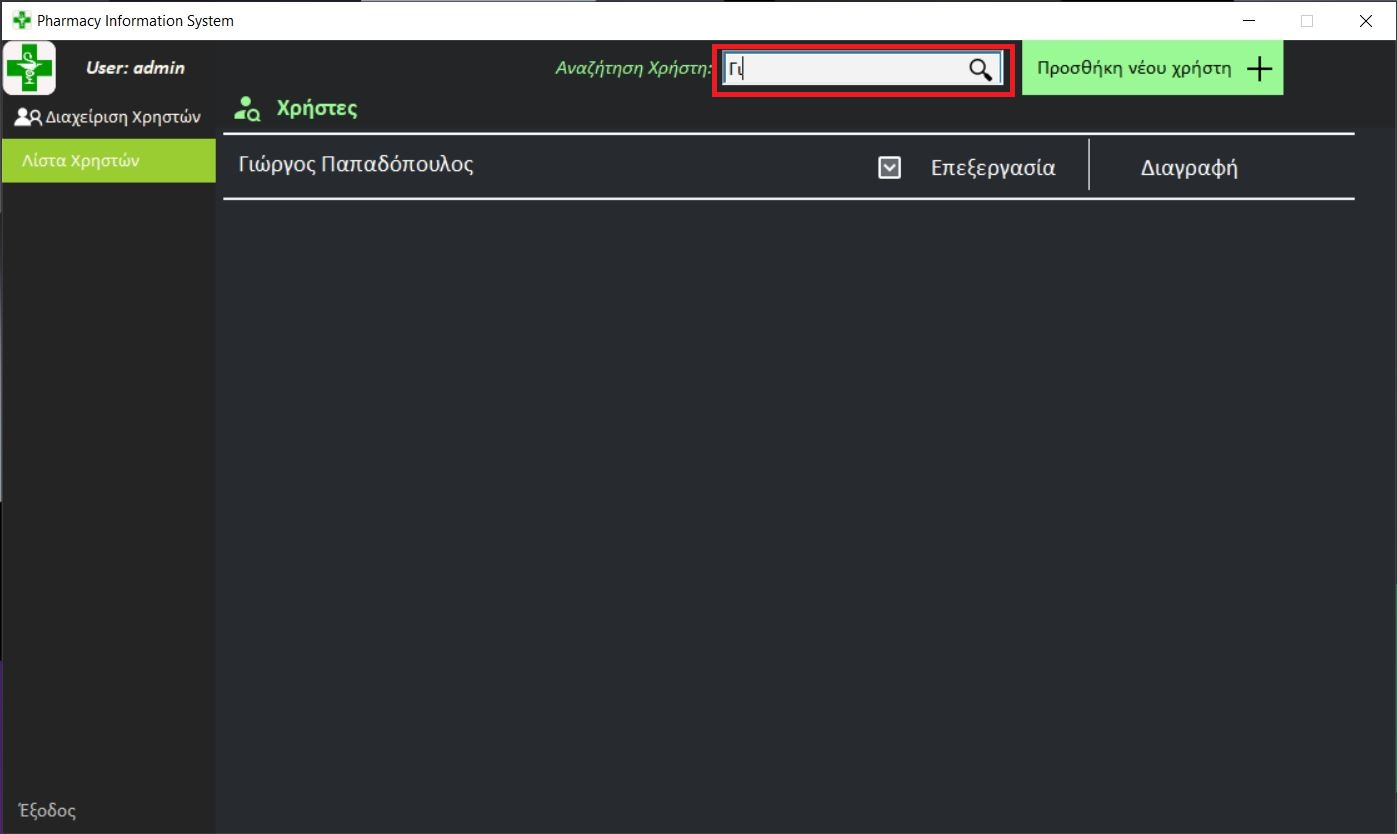 Pharmacy Information System
User: admin
Αναζήτηση Χρήστη:
Γι
Προσθήκη νέου χρήστη
Διαχείριση Χρηστών
Χρήστες
Λίστα Χρηστών
Γιώργος Παπαδόπουλος
Επεξεργασία
Διαγραφή
Έξοδος